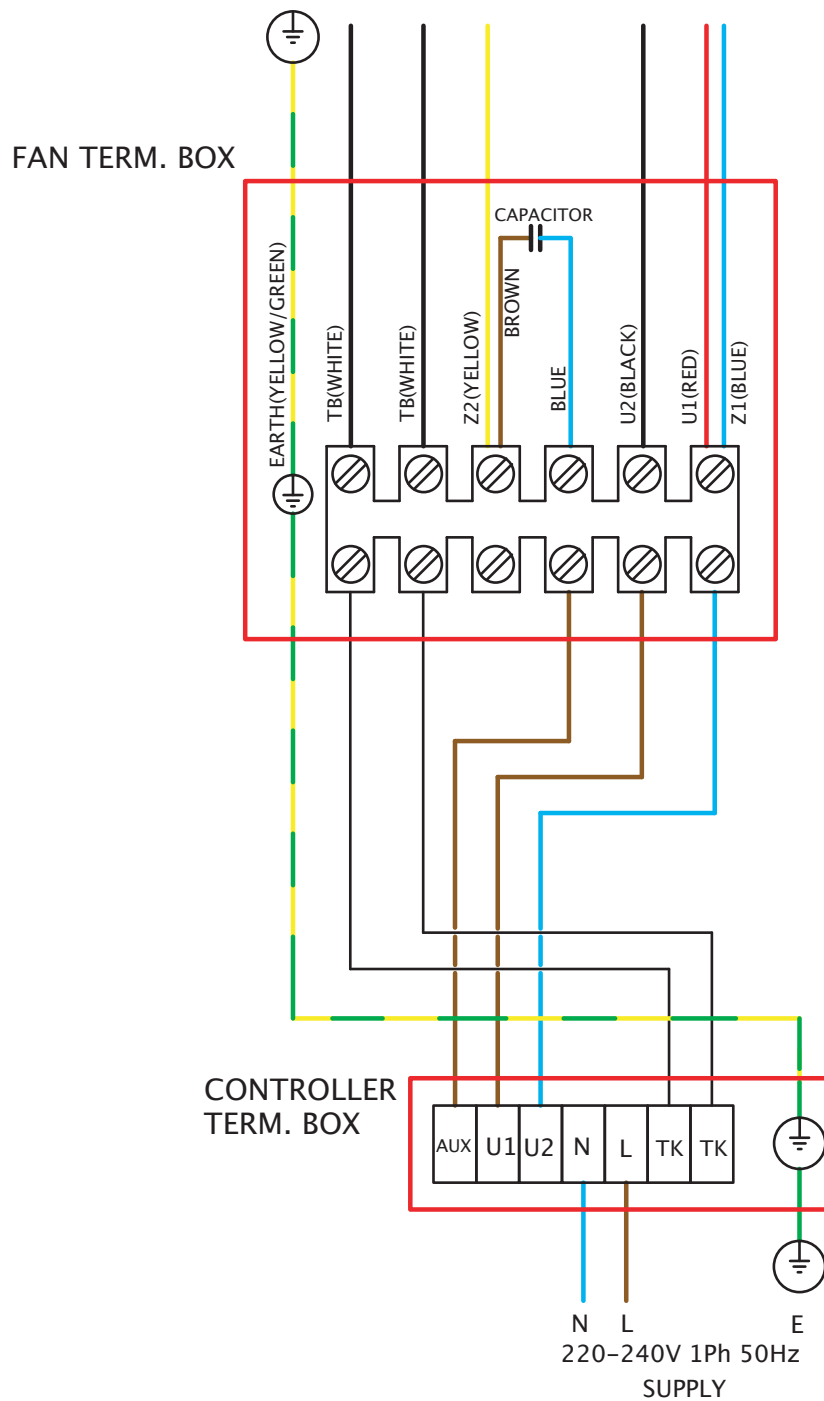 FAN TERM. BOX
CAPACITOR
EARTH(YELLOW/GREEN)
TB(WHITE)
TB(WHITE)
Z2(YELLOW)
BROWN
BLUE
U2(BLACK)
U1(RED)
Z1(BLUE)
CONTROLLER
TERM. BOX
AUX U1 U2 N L TK TK
N L E
220-240V 1Ph 50Hz
SUPPLY